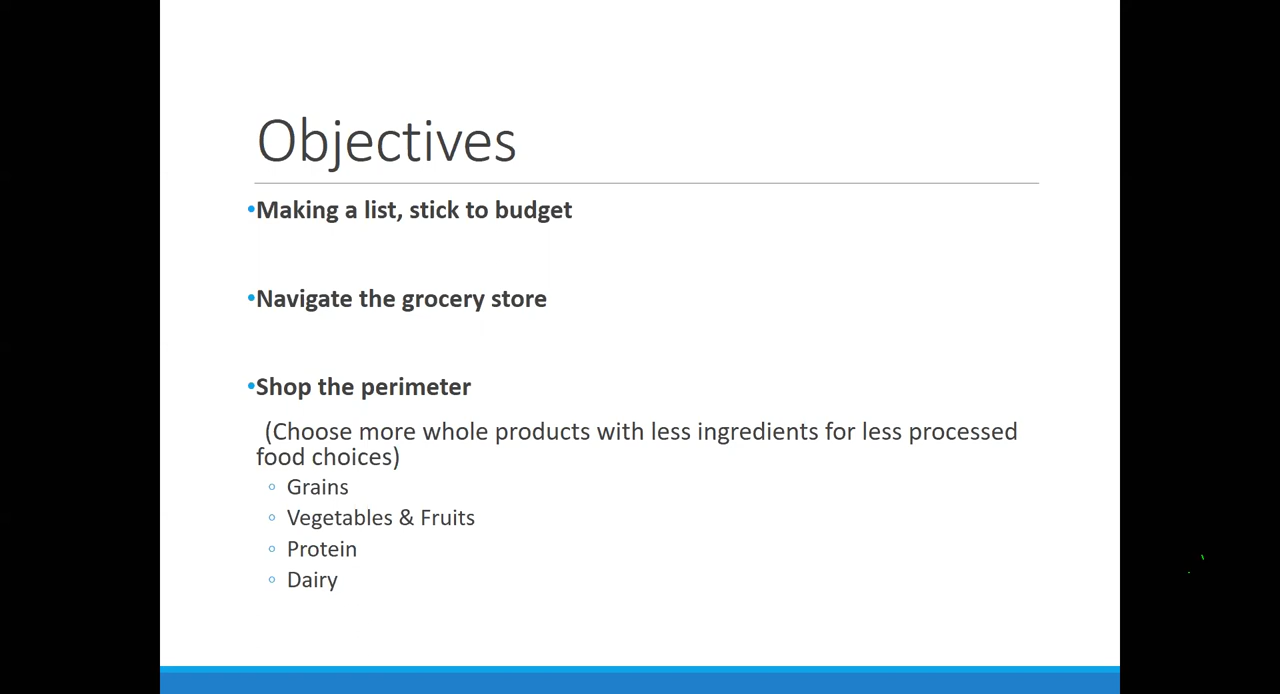 Objectives
•Making a list, stick to budget
•Navigate the grocery store
•Shop the perimeter
(Choose more whole products with less ingredients for less processed
food choices)
◦ Grains
◦ Vegetables & Fruits
◦ Protein
◦ Dairy